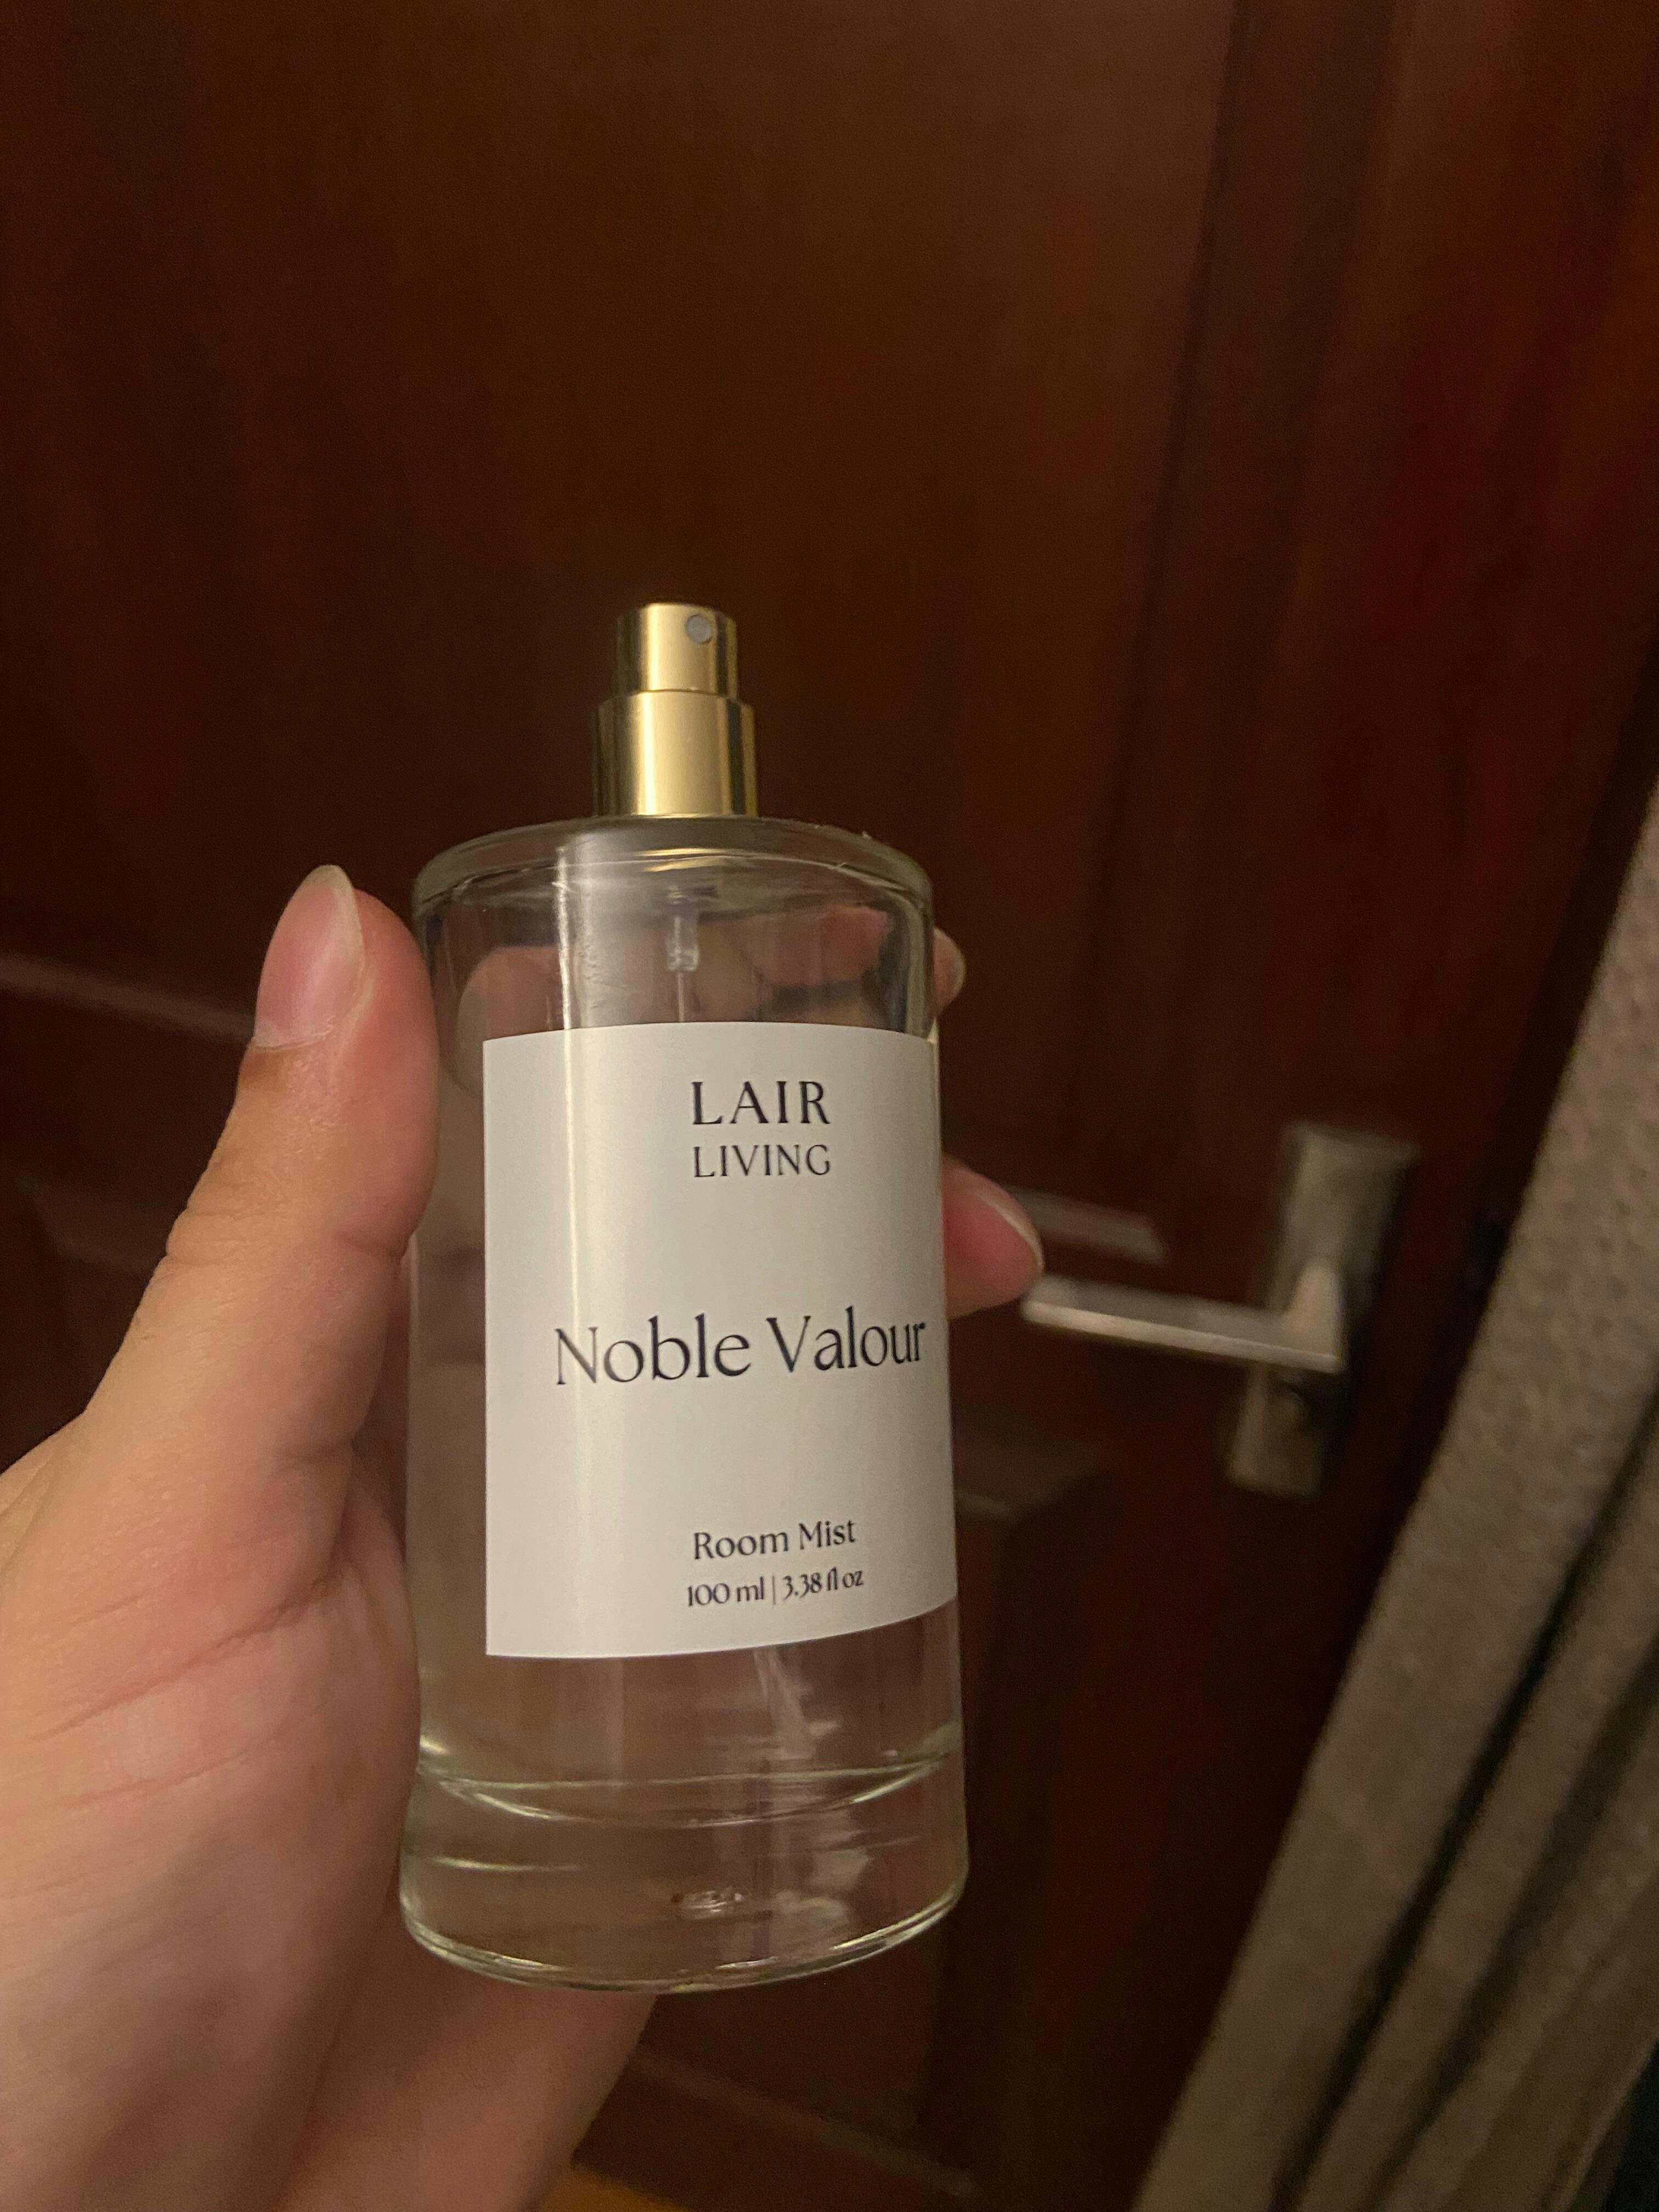 LAIR
LIVING
Noble Valour
Room Mist
100 ml | 3.38 fl oz